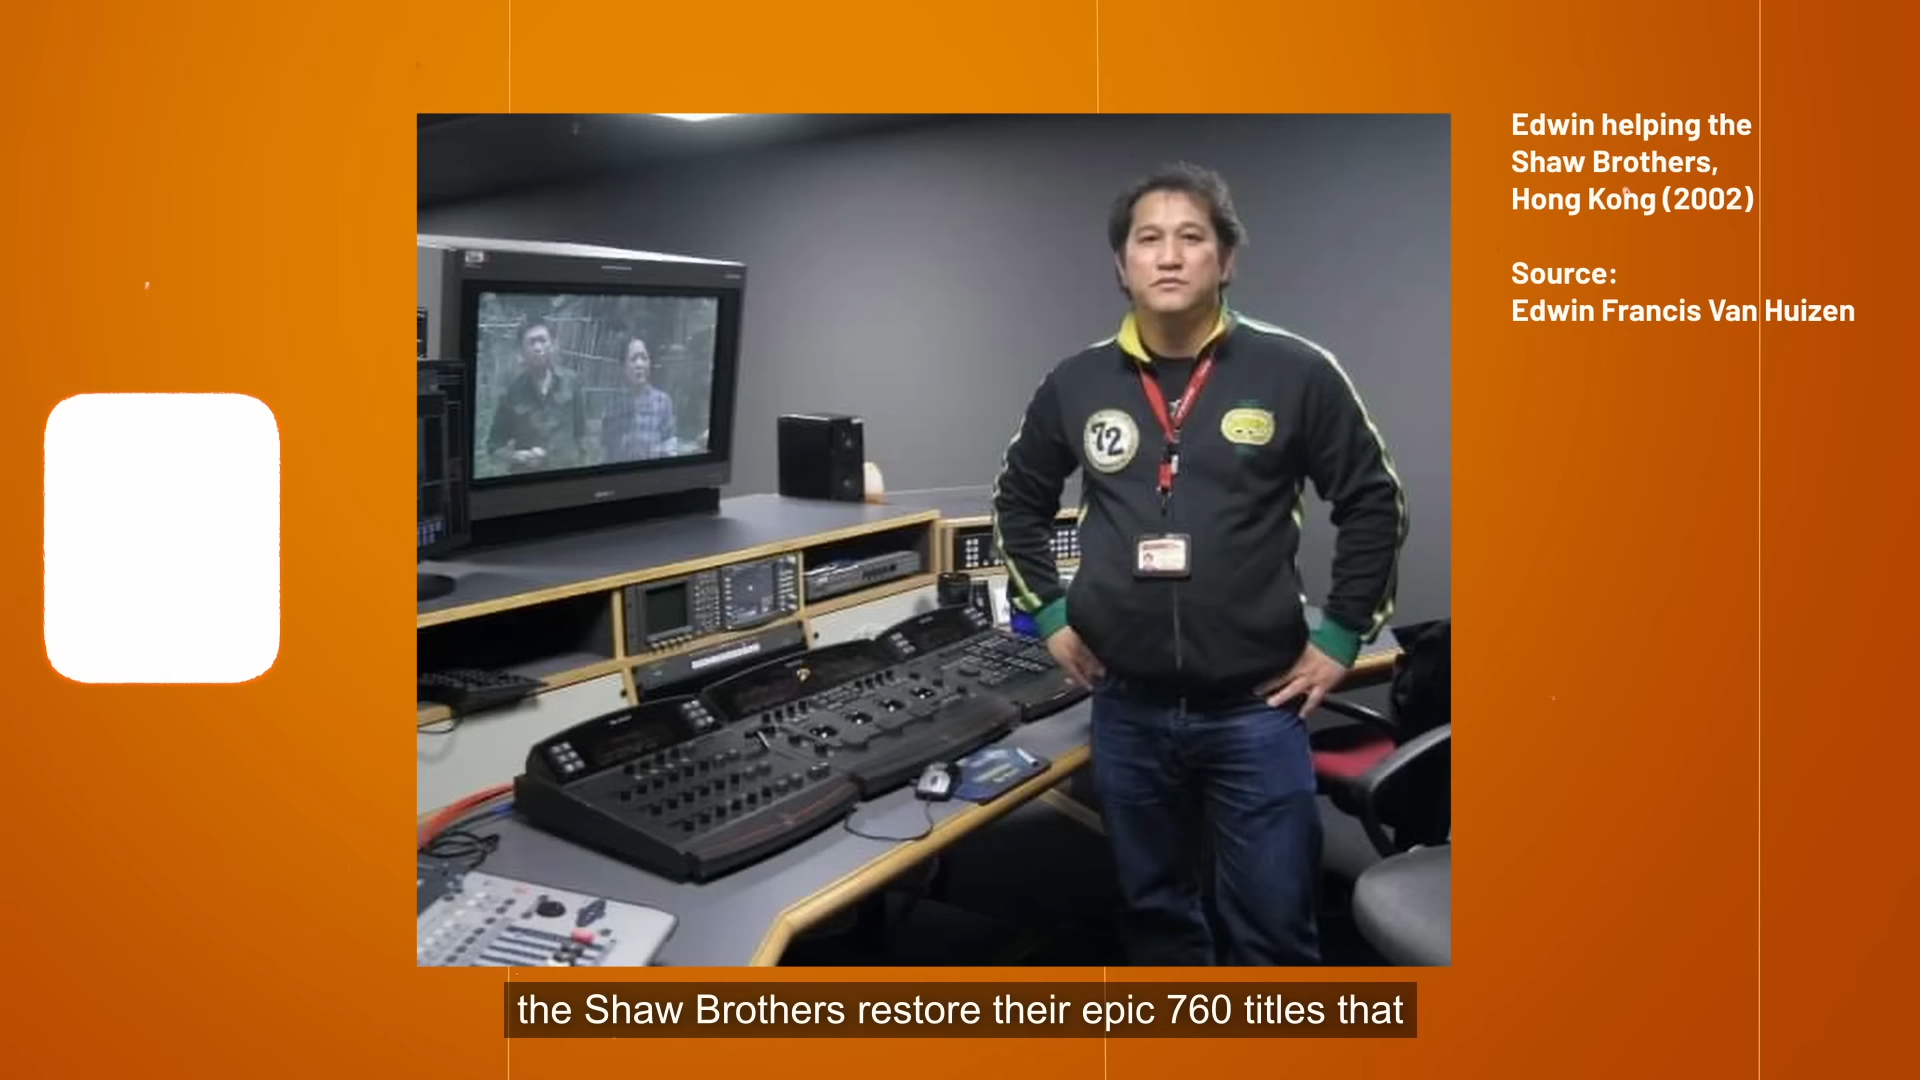 Edwin helping the
Shaw Brothers,
Hong Kong (2002)
Source:
Edwin Francis Van Huizen
72
the Shaw Brothers restore their epic 760 titles that